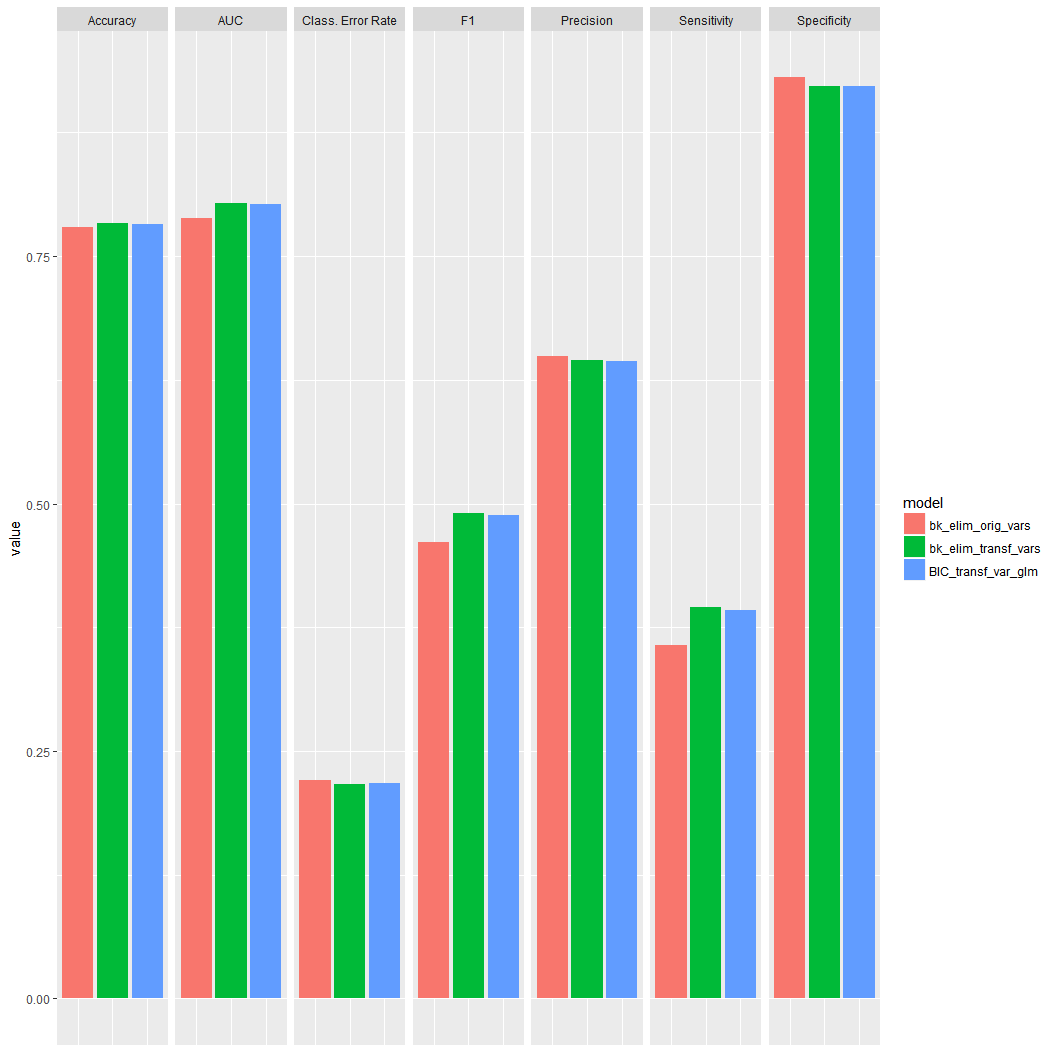 Accuracy
AUC
Class. Error Rate
F1
Precision
Sensitivity
Specificity
value
0.75
0.50
0.25
0.00
model
bk_elim_orig_vars
bk_elim_transf_vars
BIC_transf_var_glm